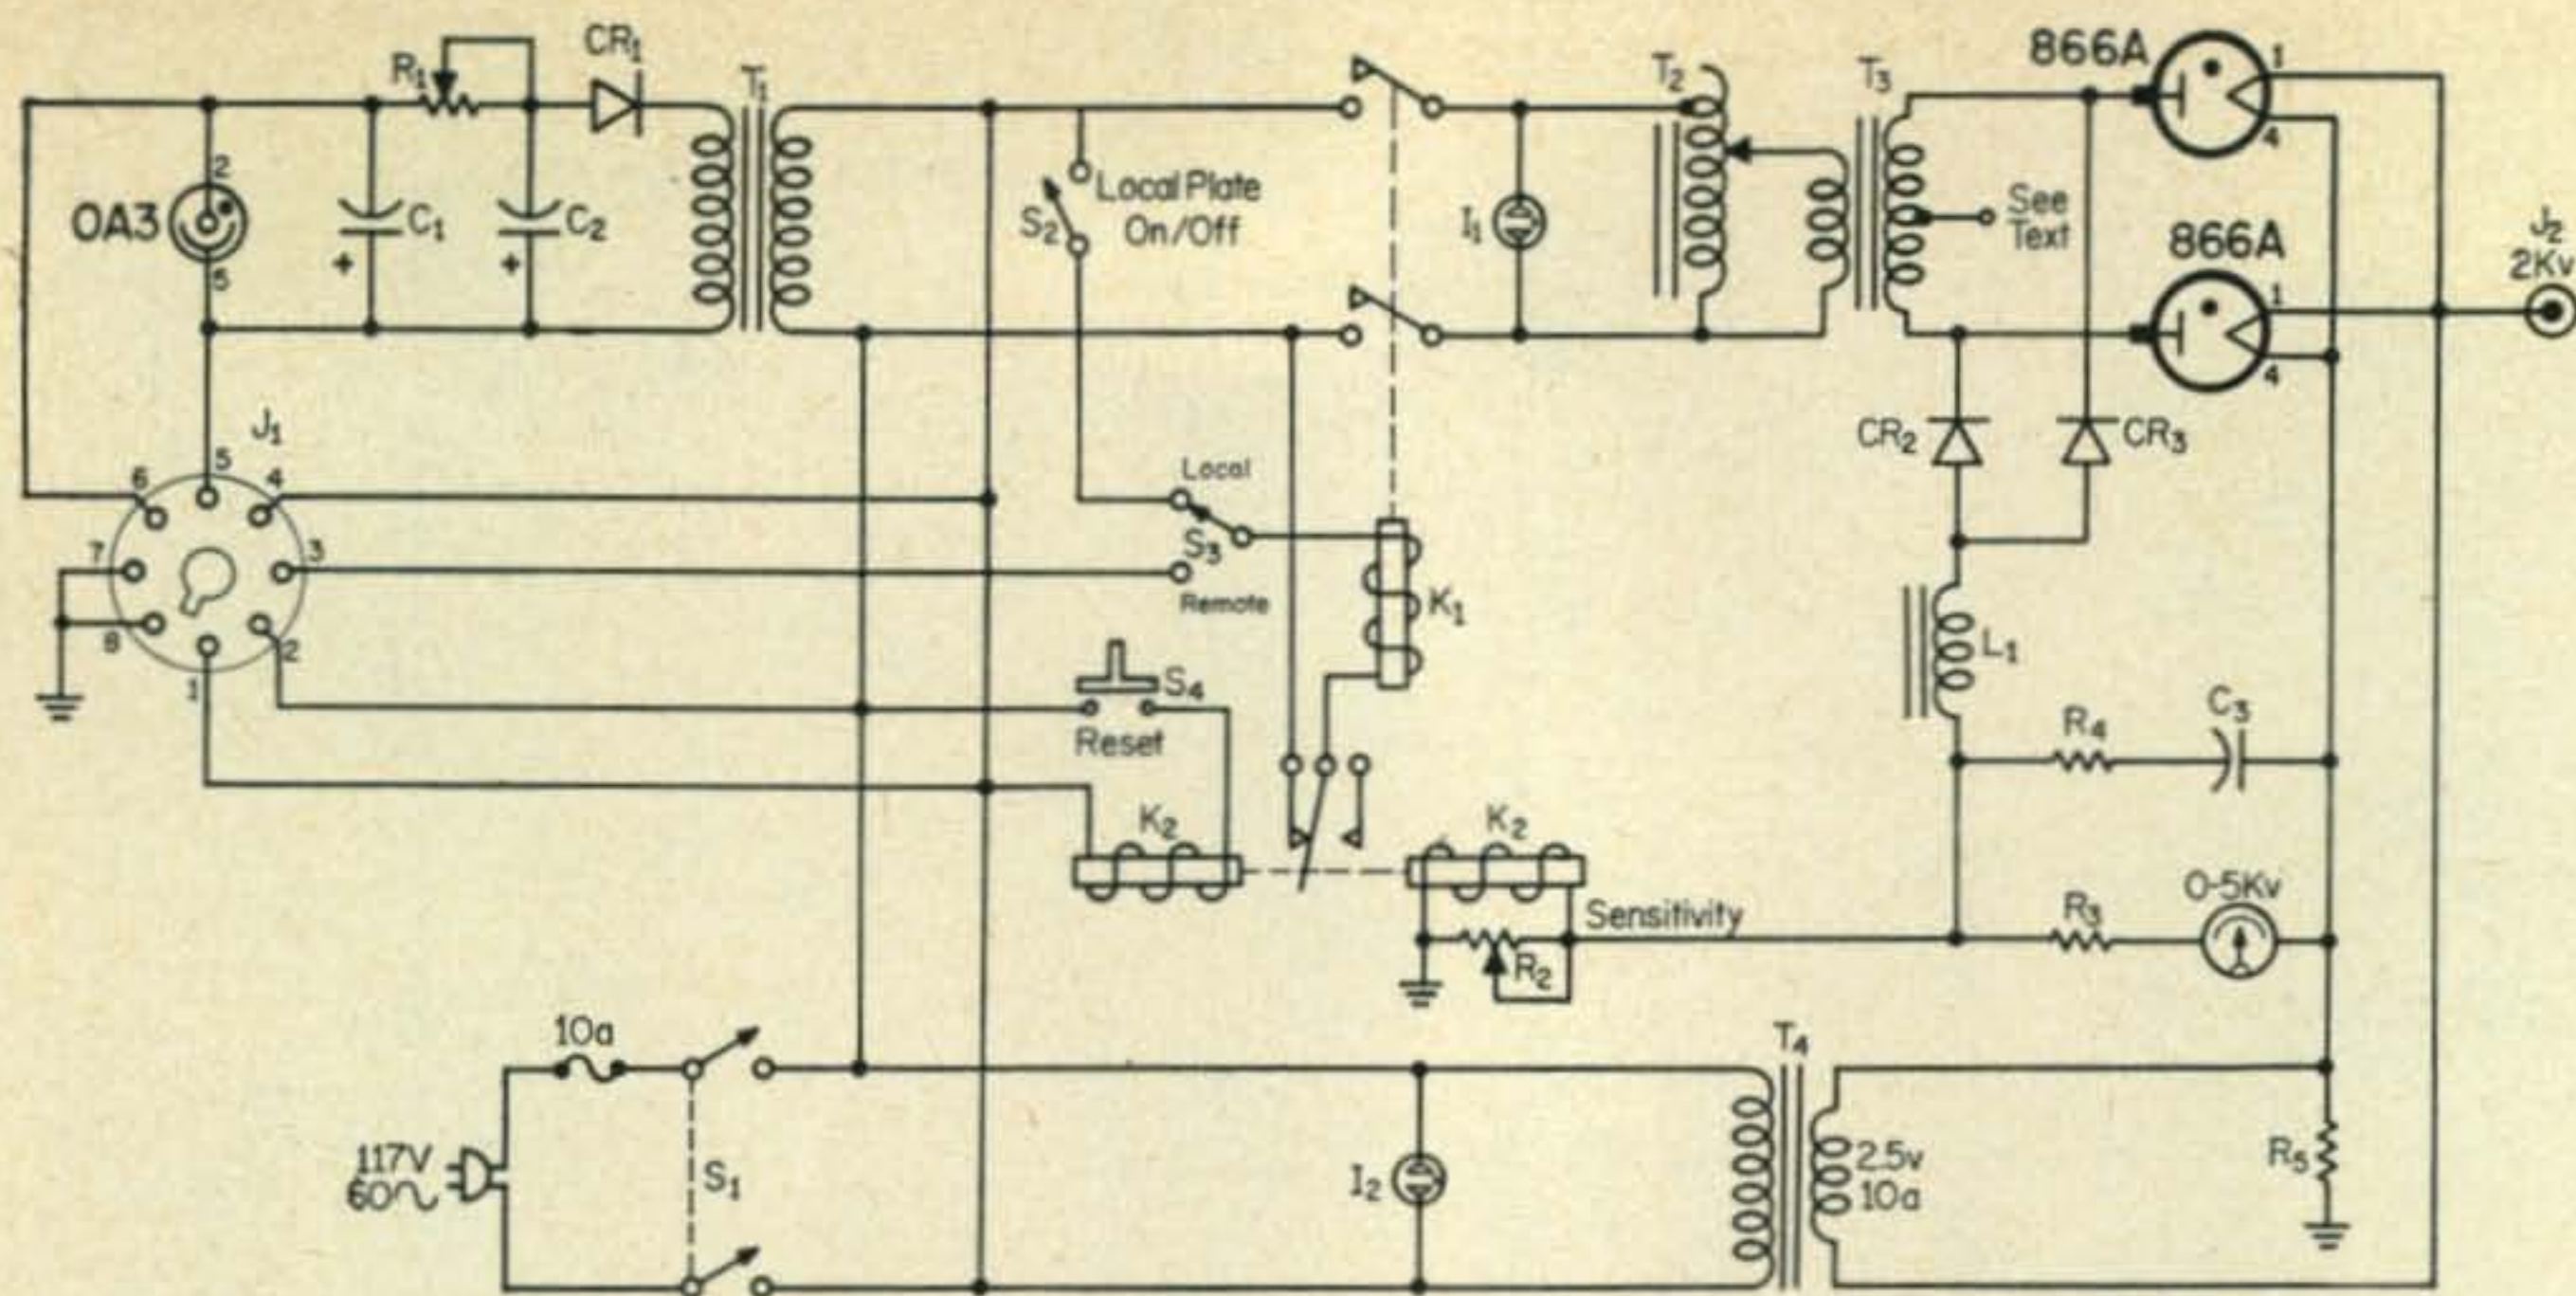 R1
CR1
T1
T2
T3
866A
1
4
2
0A3
5
+
C1
+
C2
S2
Local Plate
On/Off
I1
See
Text
866A
1
4
J2
2Kv
J1
CR2
CR3
6
5
4
7
3
8
2
1
Local
S3
Remote
K1
S4
Reset
L1
R4
C3
K2
K2
Sensitivity
R2
R3
0-5Kv
10a
117V
60
S1
I2
T4
2.5v
10a
R5